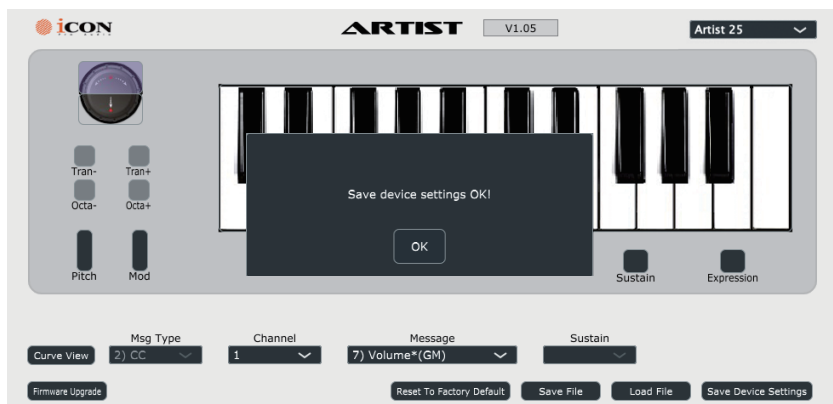 icon
ARTIST
V1.05
Artist 25
Tran-
Tran+
Octa-
Octa+
Save device settings OK!
OK
Pitch
Mod
Sustain
Expression
Msg Type
Channel
Message
Sustain
Curve View
2) CC
1
7) Volume*(GM)
Firmware Upgrade
Reset To Factory Default
Save File
Load File
Save Device Settings